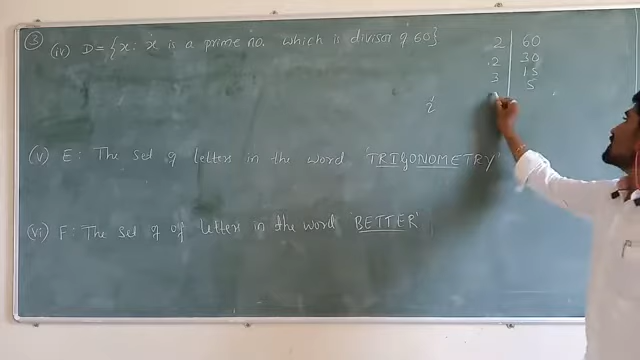 ③ (iv) D = {x: x is a prime no. which is divisor of 60}
2 | 60
2 | 30
3 | 15
5
i
(v) E: The set of letters in the word 'TRIGONOMETRY'
(vi) F: The set of of letters in the word 'BETTER'